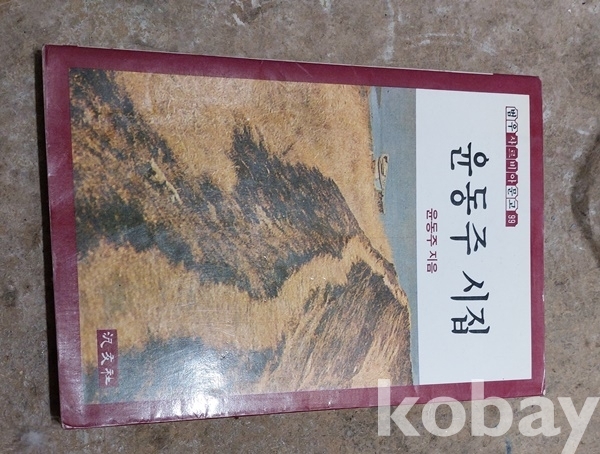 범우 사르비아문고 99
윤동주 시집
윤동주 지음
汎友社
kobay